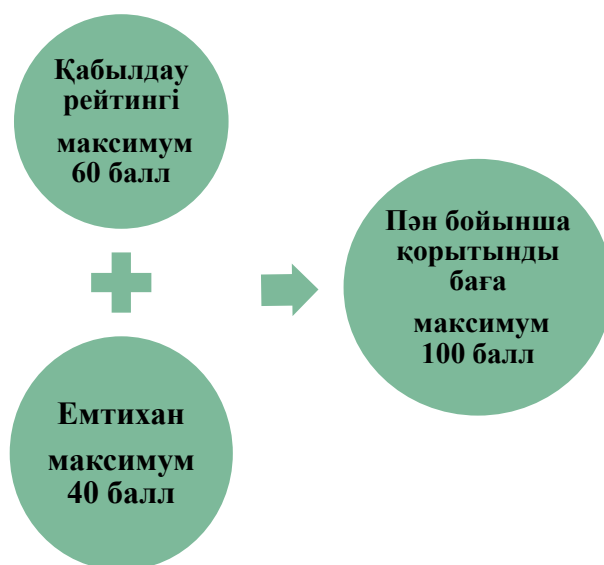 Қабылдау
рейтингі
максимум
60 балл
Емтихан
максимум
40 балл
Пән бойынша
қорытынды
баға
максимум
100 балл